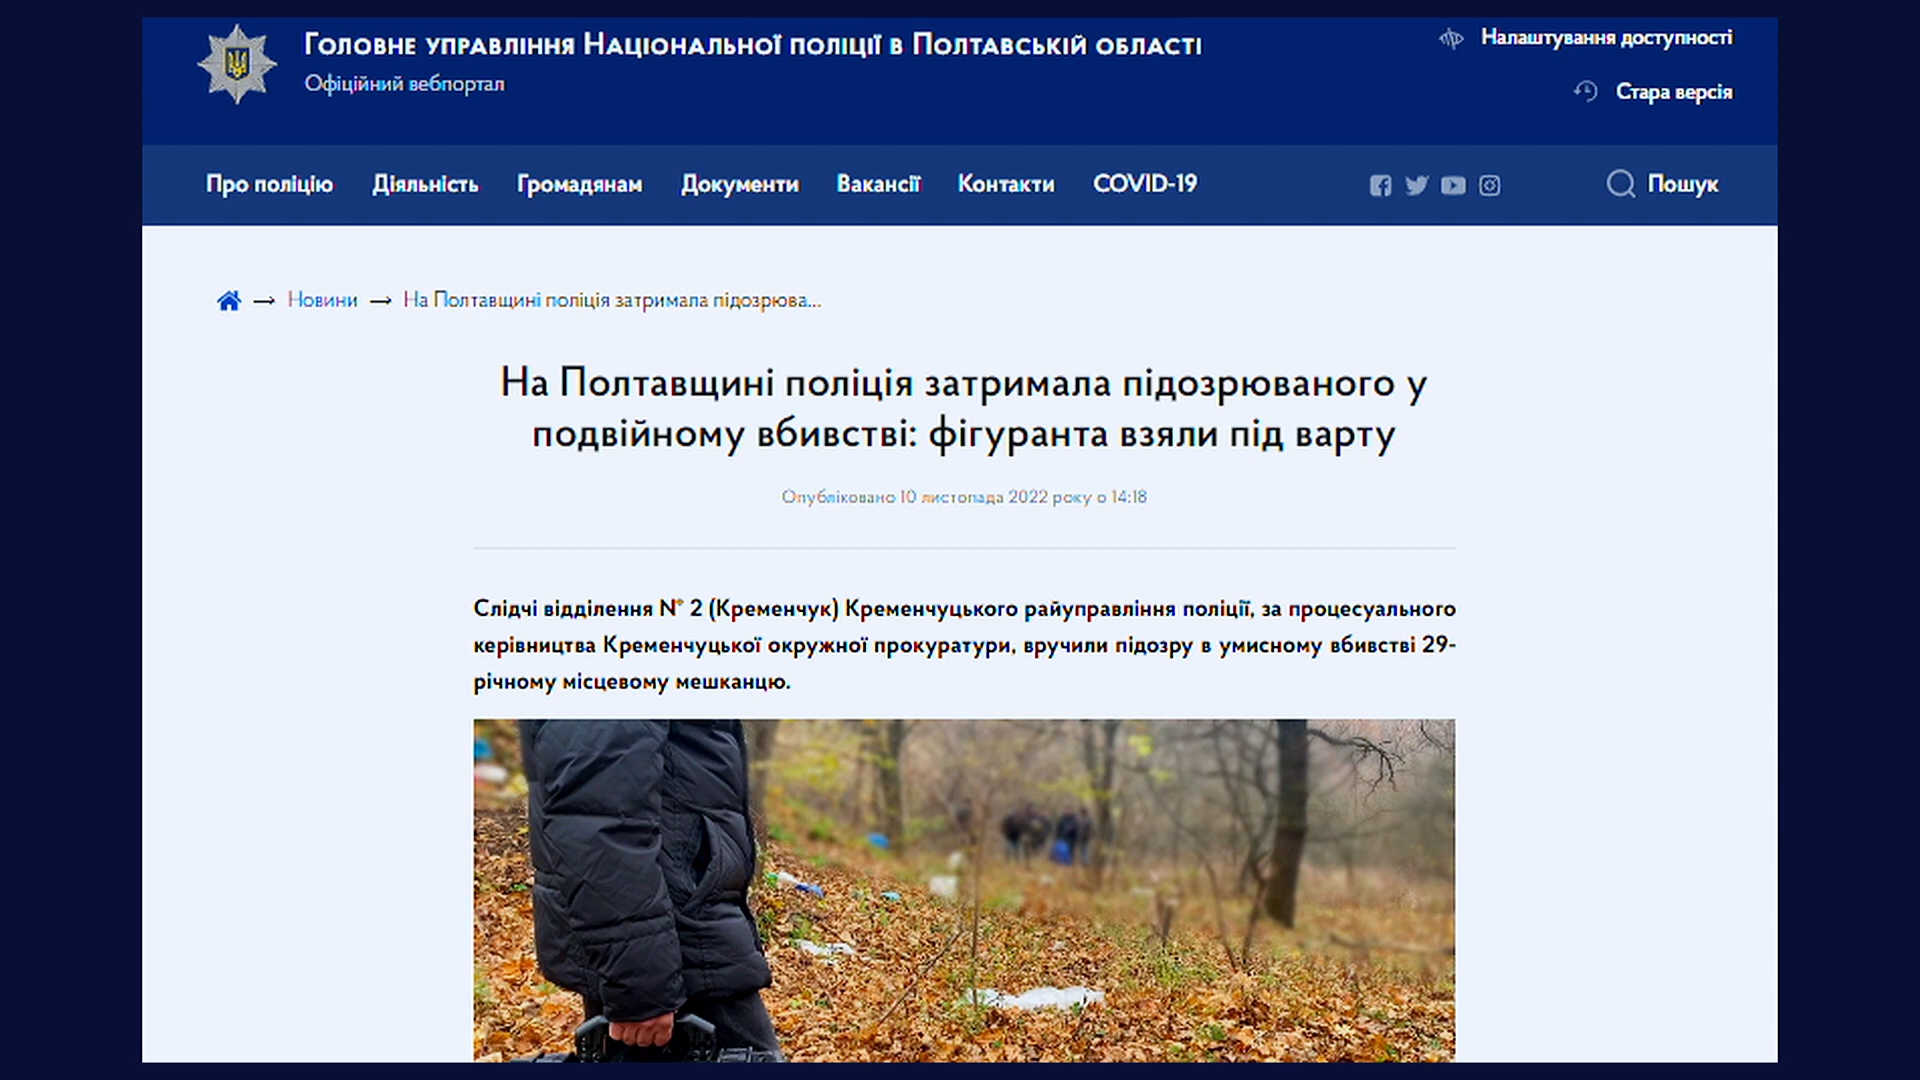 Головне управління Національної поліції в Полтавській області
Офіційний вебпортал
Налаштування доступності
Стара версія
Про поліцію Діяльність Громадянам Документи Вакансії Контакти COVID-19 Пошук
Новини → На Полтавщині поліція затримала підозрюва...
На Полтавщині поліція затримала підозрюваного у
подвійному вбивстві: фігуранта взяли під варту
Опубліковано 10 листопада 2022 року о 14:18
Слідчі відділення № 2 (Кременчук) Кременчуцького райуправління поліції, за процесуального
керівництва Кременчуцької окружної прокуратури, вручили підозру в умисному вбивстві 29-
річному місцевому мешканцю.